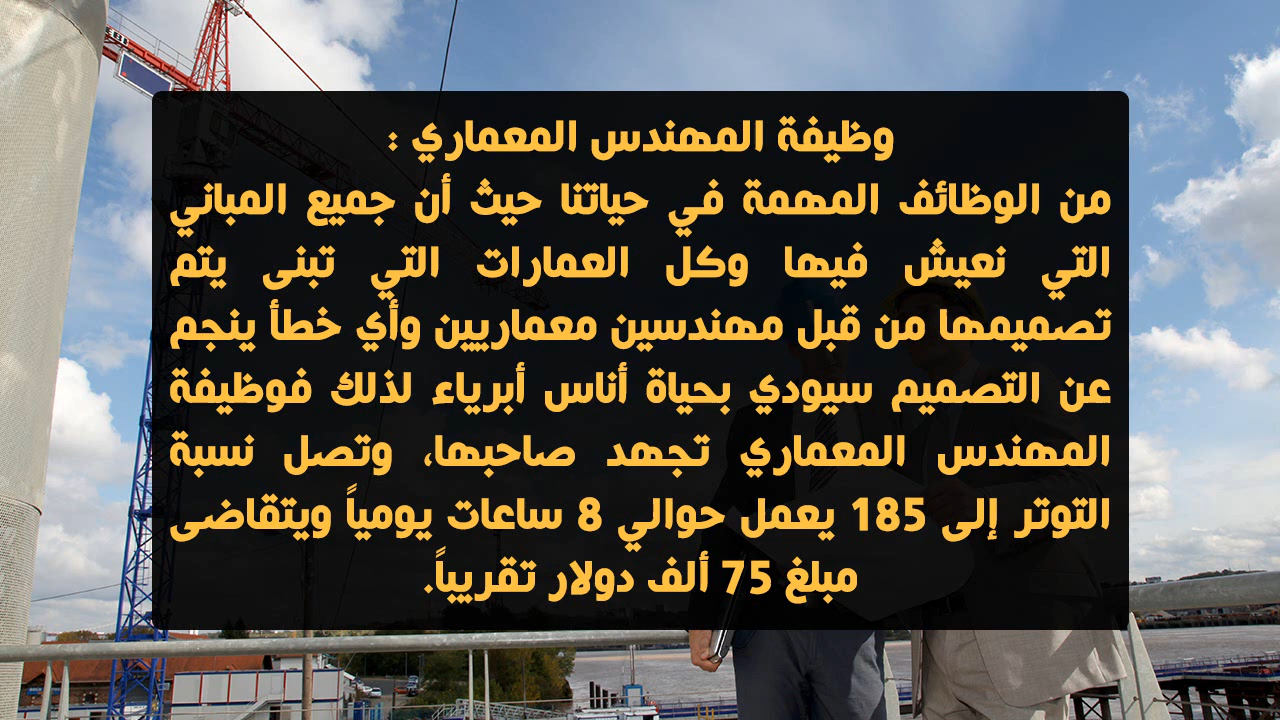 وظيفة المهندس المعماري :
من الوظائف المهمة في حياتنا حيث أن جميع المباني
التي نعيش فيها وكل العمارات التي تبنى يتم
تصميمها من قبل مهندسين معماريين وأي خطأ ينجم
عن التصميم سيودي بحياة أناس أبرياء لذلك فوظيفة
المهندس المعماري تجهد صاحبها، وتصل نسبة
التوتر إلى 185 يعمل حوالي 8 ساعات يومياً ويتقاضى
مبلغ 75 ألف دولار تقريباً.